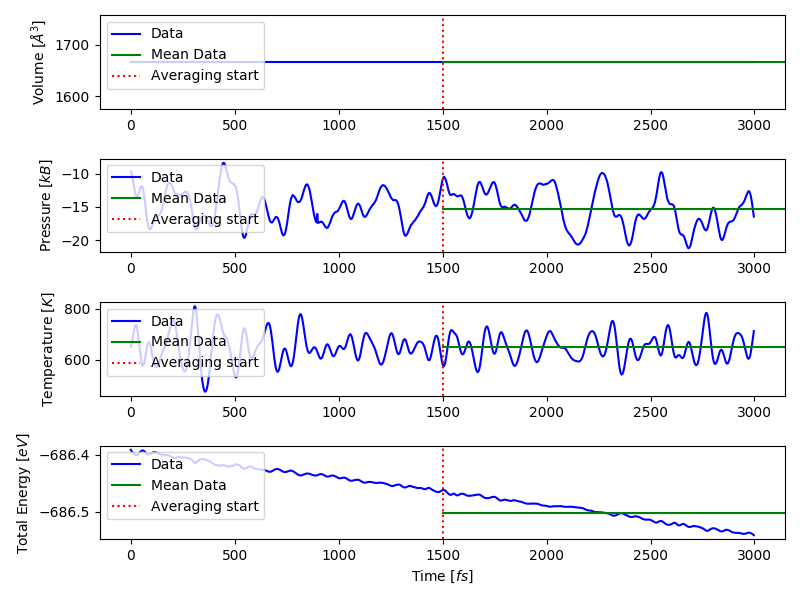 Volume [Å³]
1700
1600
Data
Mean Data
Averaging start
0 500 1000 1500 2000 2500 3000
Pressure [kB]
−10
−15
−20
Data
Mean Data
Averaging start
0 500 1000 1500 2000 2500 3000
Temperature [K]
800
600
Data
Mean Data
Averaging start
0 500 1000 1500 2000 2500 3000
Total Energy [eV]
−686.4
−686.5
Data
Mean Data
Averaging start
0 500 1000 1500 2000 2500 3000
Time [fs]